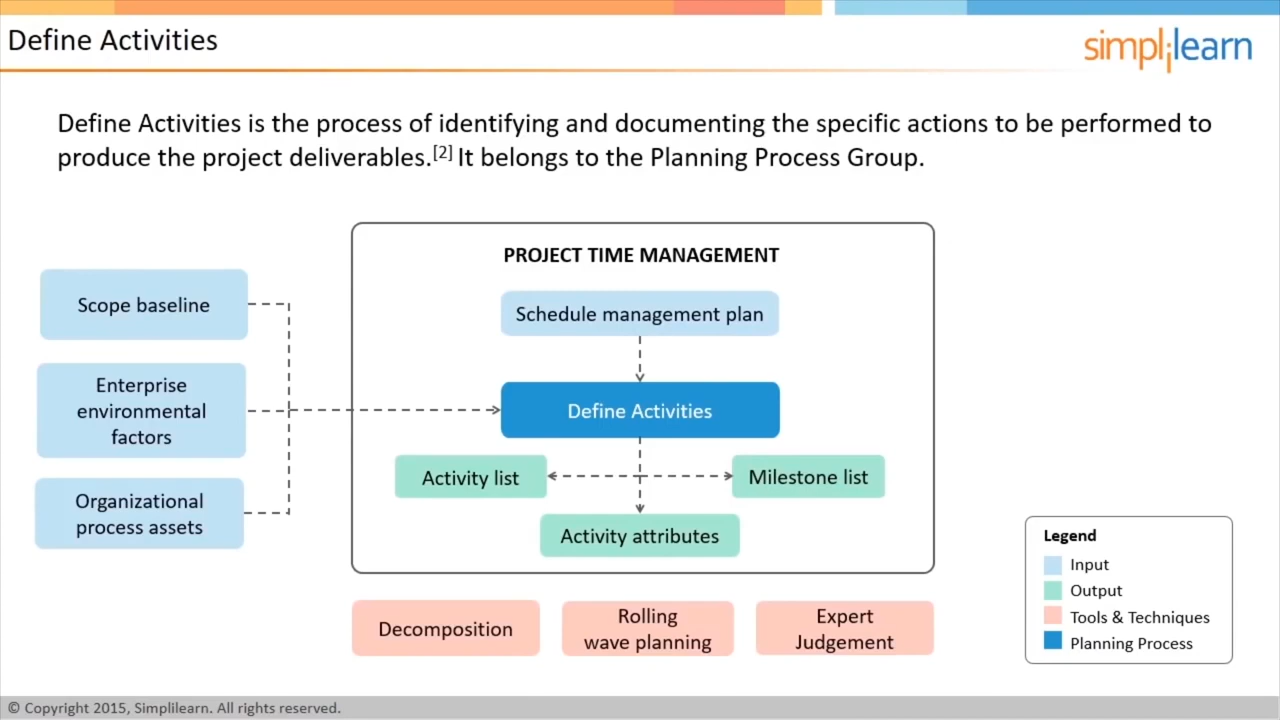 Define Activities
simplilearn
Define Activities is the process of identifying and documenting the specific actions to be performed to
produce the project deliverables.[2] It belongs to the Planning Process Group.
PROJECT TIME MANAGEMENT
Scope baseline
Schedule management plan
Enterprise
environmental
factors
Define Activities
Activity list
Milestone list
Organizational
process assets
Activity attributes
Legend
Input
Output
Tools & Techniques
Planning Process
Decomposition
Rolling
wave planning
Expert
Judgement
© Copyright 2015, Simplilearn. All rights reserved.